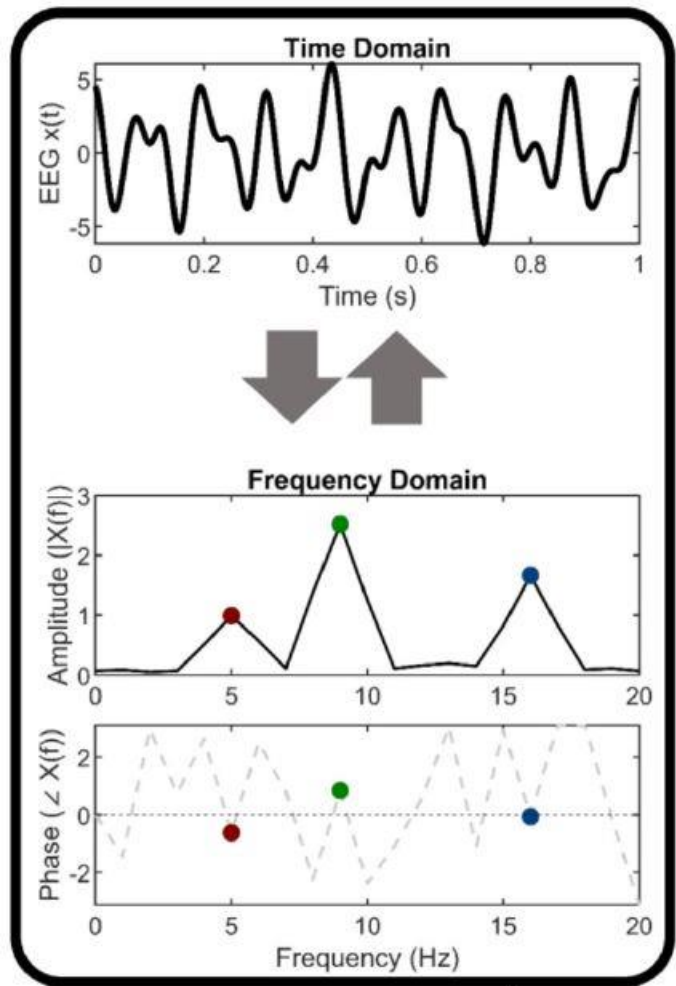 Time Domain
EEG x(t)
5
0
-5
0 0.2 0.4 0.6 0.8 1
Time (s)
Frequency Domain
Amplitude (|X(f)|)
3
2
1
0
0 5 10 15 20
Phase (∠ X(f))
2
0
-2
0 5 10 15 20
Frequency (Hz)